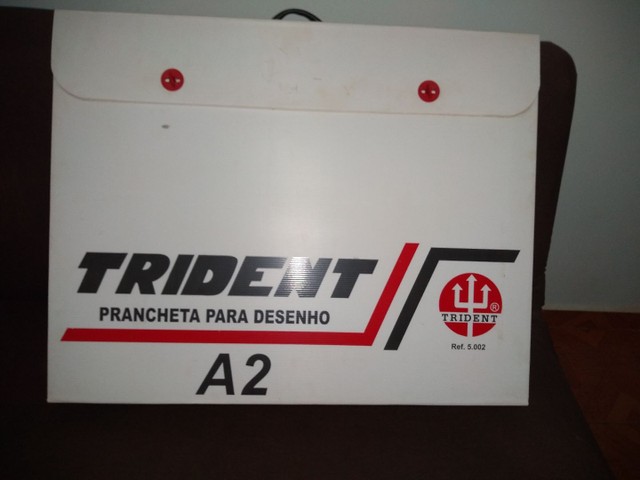 TRIDENT
PRANCHETA PARA DESENHO
A2
®
TRIDENT
Ref. 5.002